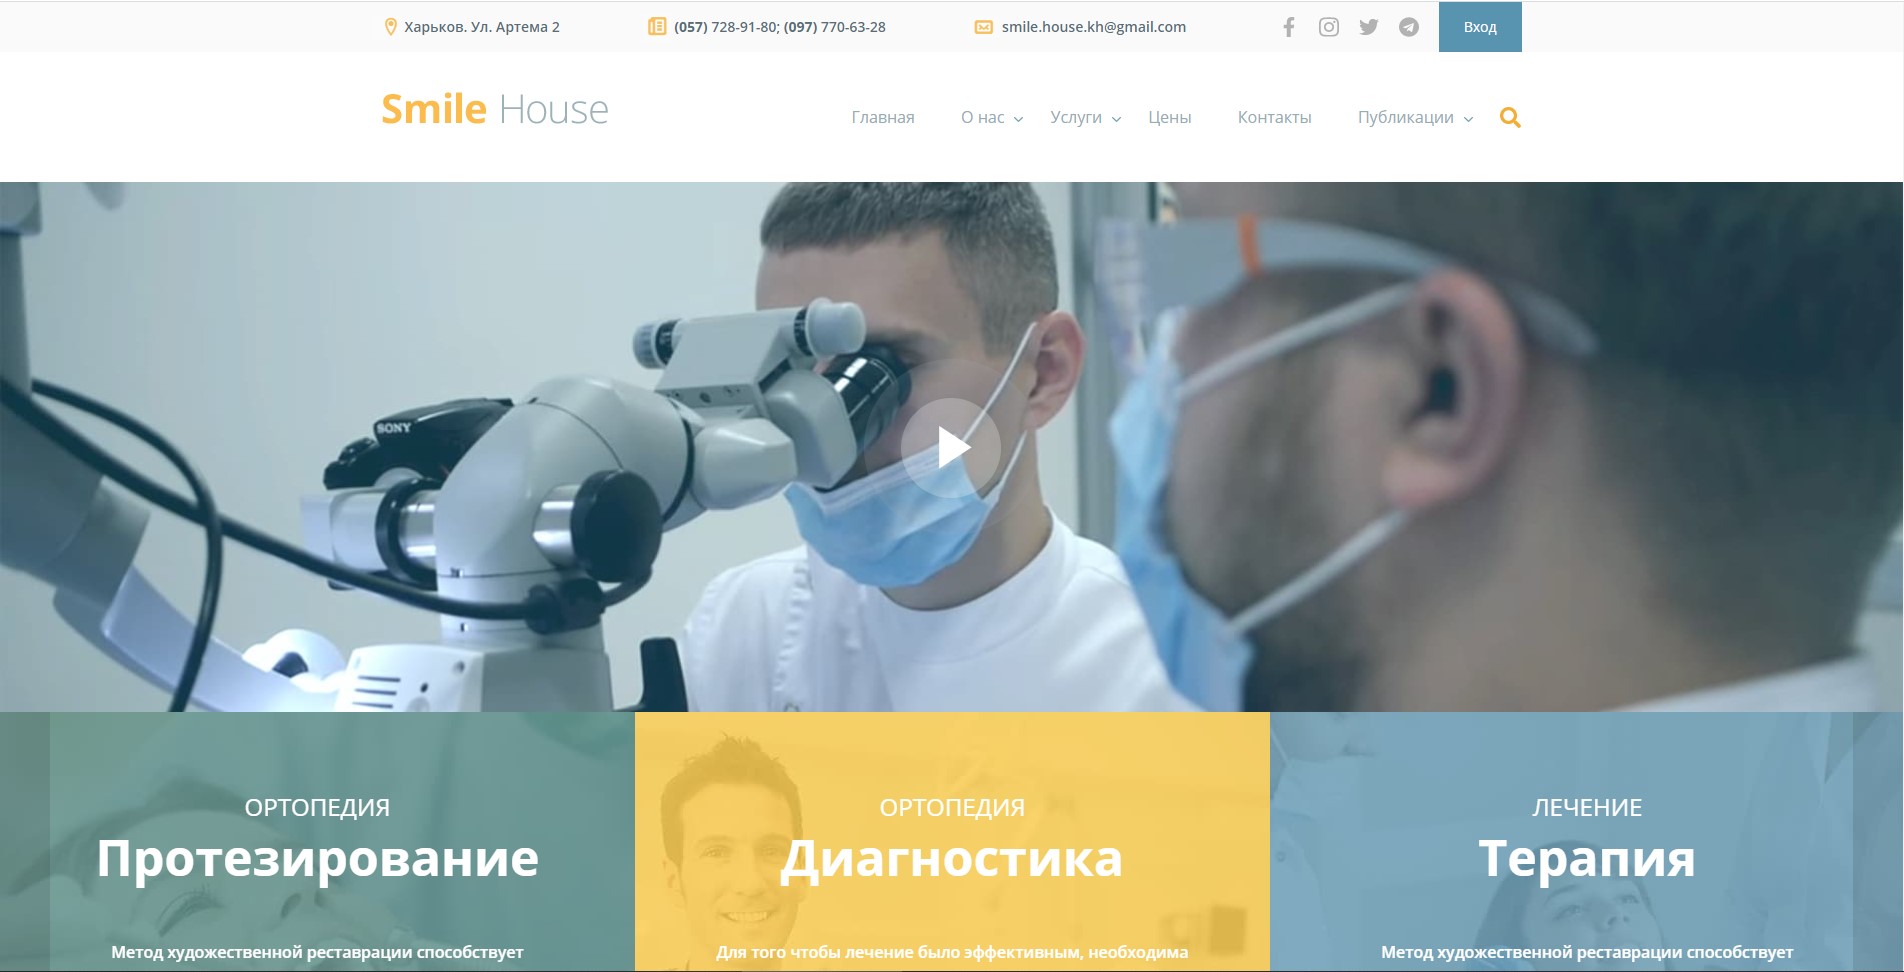 Харьков. Ул. Артема 2
(057) 728-91-80; (097) 770-63-28
smile.house.kh@gmail.com
Вход
Smile House
Главная
О нас
Услуги
Цены
Контакты
Публикации
SONY
ОРТОПЕДИЯ
Протезирование
Метод художественной реставрации способствует
ОРТОПЕДИЯ
Диагностика
Для того чтобы лечение было эффективным, необходима
ЛЕЧЕНИЕ
Терапия
Метод художественной реставрации способствует